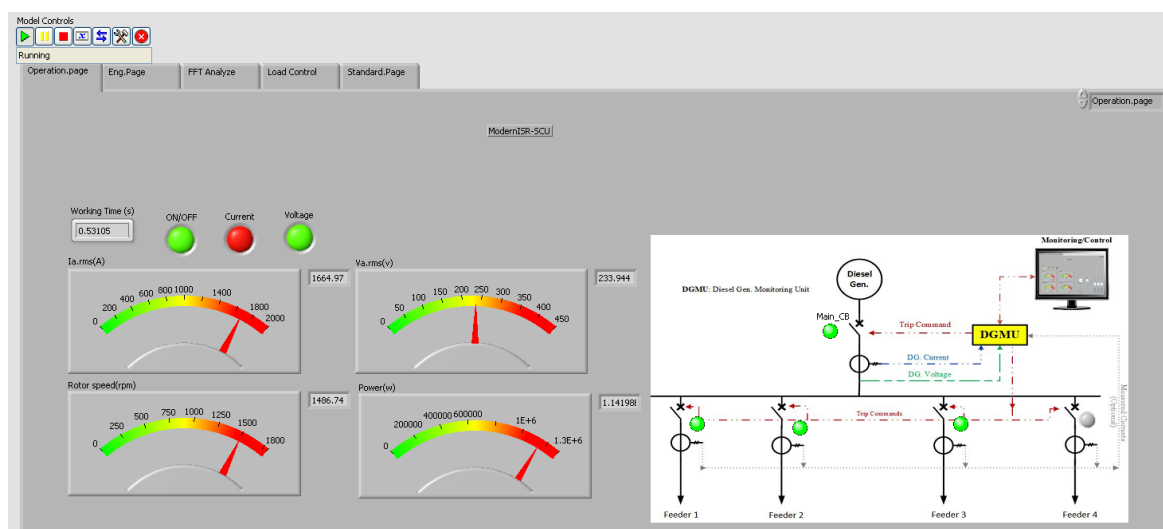 Model Controls
Running
Operation.page Eng.Page FFT Analyze Load Control Standard.Page
Operation.page
ModernISR-SCU
Working Time (s) ON/OFF Current Voltage
0.53105
Ia.rms(A)
1664.97
0 200 400 600 800 1000 1400 1800 2000
Va.rms(v)
233.944
0 50 100 150 200 250 300 350 400 450
Rotor speed(rpm)
1486.74
0 250 500 750 1000 1250 1500 1800
Power(w)
0 200000 400000 600000 1E+6 1.3E+6
Monitoring/Control
DGMU: Diesel Gen. Monitoring Unit
Diesel
Gen.
Main_CB
Trip Command
DGMU
DG. Current
DG. Voltage
Trip Commands
Measured Currents
(Optional)
Feeder 1 Feeder 2 Feeder 3 Feeder 4